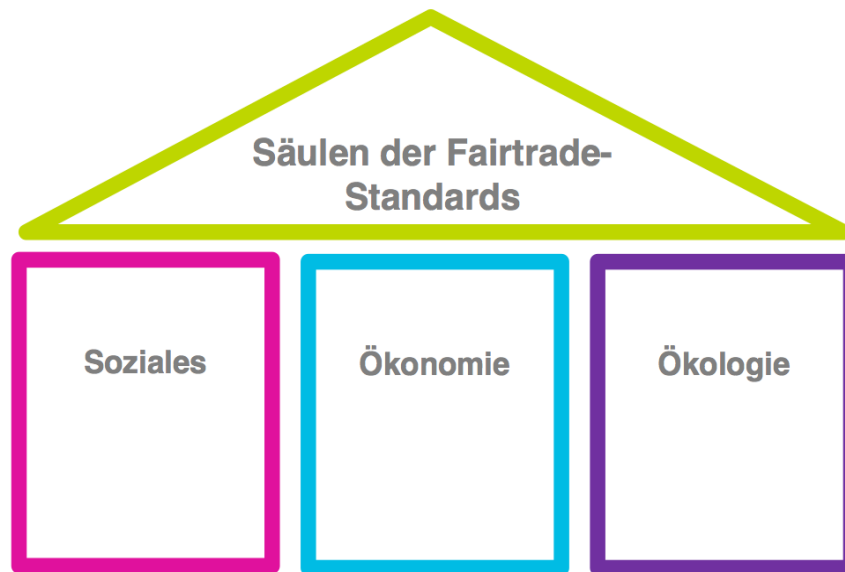 Säulen der Fairtrade-
Standards
Soziales
Ökonomie
Ökologie